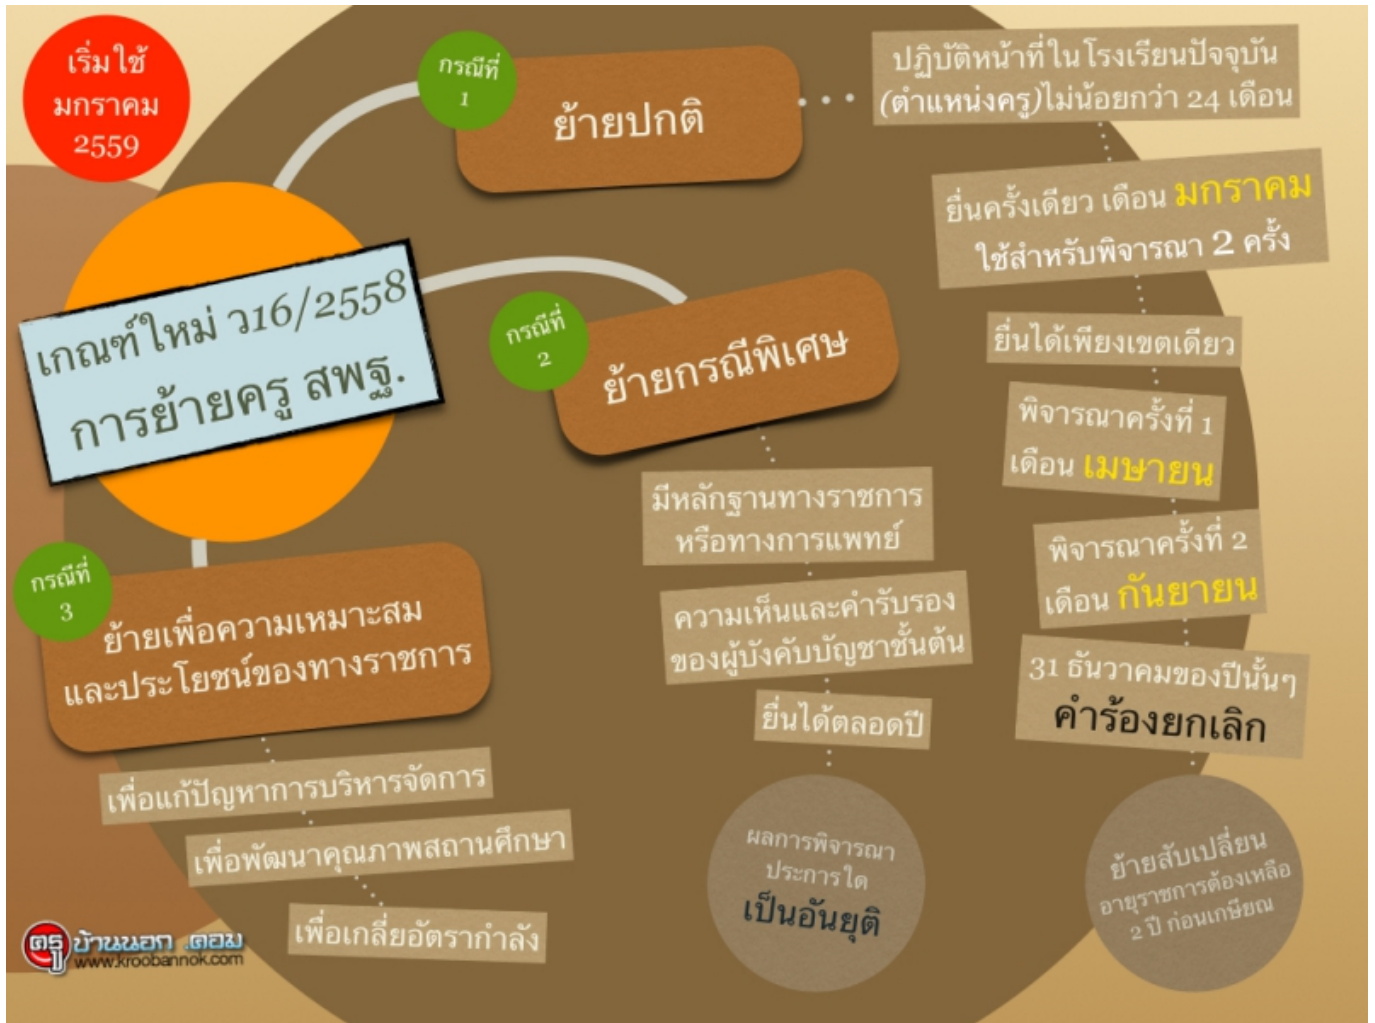 เริ่มใช้
มกราคม
2559
เกณฑ์ใหม่ ว16/2558
การย้ายครู สพฐ.
กรณีที่
1
ย้ายปกติ
ปฏิบัติหน้าที่ในโรงเรียนปัจจุบัน
(ตำแหน่งครู)ไม่น้อยกว่า 24 เดือน
ยื่นครั้งเดียว เดือน มกราคม
ใช้สำหรับพิจารณา 2 ครั้ง
ยื่นได้เพียงเขตเดียว
พิจารณาครั้งที่ 1
เดือน เมษายน
พิจารณาครั้งที่ 2
เดือน กันยายน
31 ธันวาคมของปีนั้นๆ
คำร้องยกเลิก
ย้ายสับเปลี่ยน
อายุราชการต้องเหลือ
2 ปี ก่อนเกษียณ
กรณีที่
2
ย้ายกรณีพิเศษ
มีหลักฐานทางราชการ
หรือทางการแพทย์
ความเห็นและคำรับรอง
ของผู้บังคับบัญชาชั้นต้น
ยื่นได้ตลอดปี
ผลการพิจารณา
ประการใด
เป็นอันยุติ
กรณีที่
3
ย้ายเพื่อความเหมาะสม
และประโยชน์ของทางราชการ
เพื่อแก้ปัญหาการบริหารจัดการ
เพื่อพัฒนาคุณภาพสถานศึกษา
เพื่อเกลี่ยอัตรากำลัง
ครูบ้านนอก .คอม
www.kroobannok.com